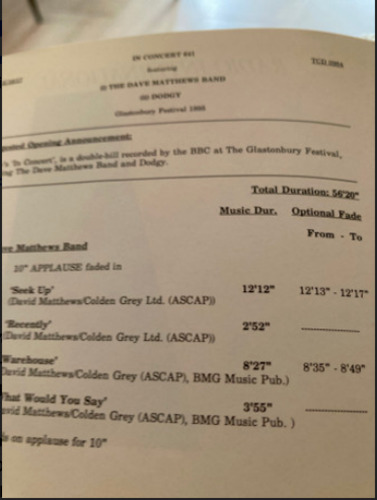 IN CONCERT 641
featuring
(i) THE DAVE MATTHEWS BAND
(ii) DODGY
Glastonbury Festival 1995
Opening Announcement:
'In Concert', is a double-bill recorded by the BBC at The Glastonbury Festival,
The Dave Matthews Band and Dodgy.
Total Duration: 56'20"
Music Dur. Optional Fade
From - To
Matthews Band
10" APPLAUSE faded in
'Seek Up' 12'12" 12'13" - 12'17"
(David Matthews/Colden Grey Ltd. (ASCAP))
'Recently' 2'52" --------------------
(David Matthews/Colden Grey Ltd. (ASCAP))
Warehouse' 8'27" 8'35" - 8'49"
David Matthews/Colden Grey (ASCAP), BMG Music Pub.)
What Would You Say' 3'55" --------------------
avid Matthews/Colden Grey (ASCAP), BMG Music Pub. )
on applause for 10"